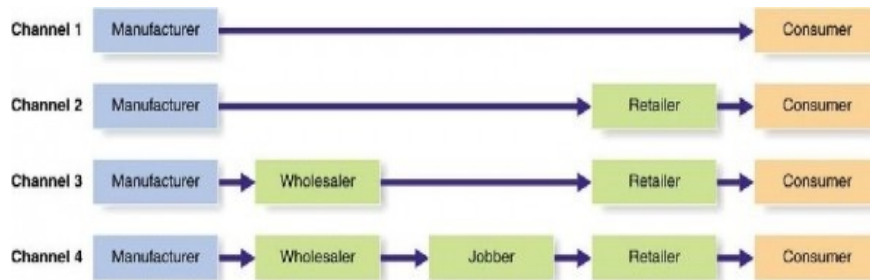 Channel 1 Manufacturer Consumer
Channel 2 Manufacturer Retailer Consumer
Channel 3 Manufacturer Wholesaler Retailer Consumer
Channel 4 Manufacturer Wholesaler Jobber Retailer Consumer